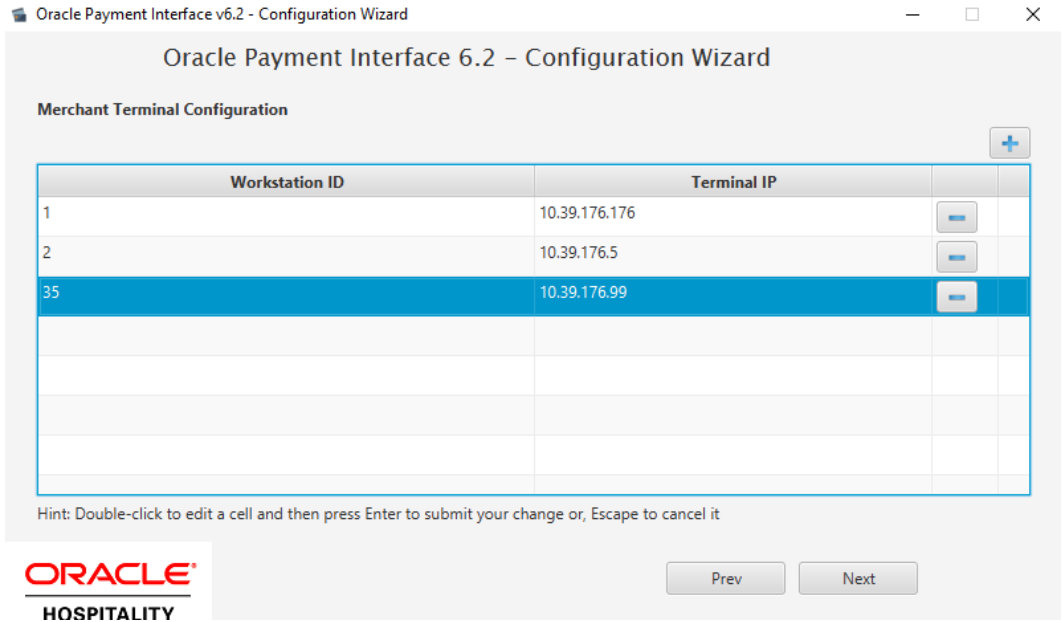 Oracle Payment Interface v6.2 - Configuration Wizard
Oracle Payment Interface 6.2 – Configuration Wizard
Merchant Terminal Configuration
Workstation ID Terminal IP
1 10.39.176.176
2 10.39.176.5
35 10.39.176.99
Hint: Double-click to edit a cell and then press Enter to submit your change or, Escape to cancel it
ORACLE®
HOSPITALITY
Prev Next